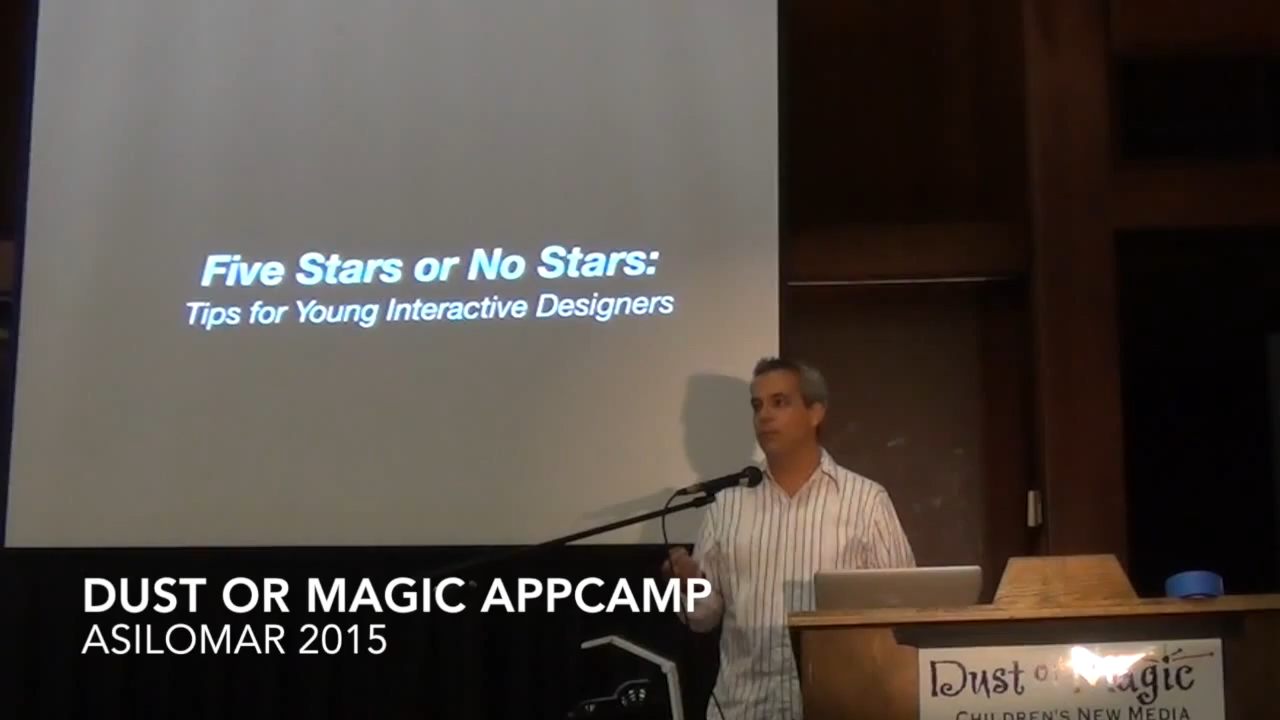 Five Stars or No Stars:
Tips for Young Interactive Designers
DUST OR MAGIC APPCAMP
ASILOMAR 2015
Dust or Magic
CHILDREN'S NEW MEDIA